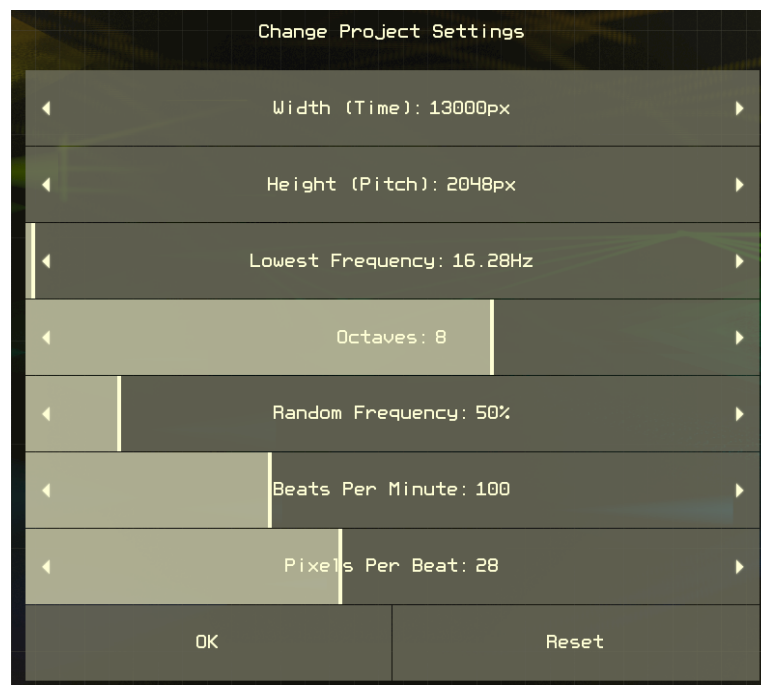 Change Project Settings
Width (Time): 13000px
Height (Pitch): 2048px
Lowest Frequency: 16.28Hz
Octaves: 8
Random Frequency: 50%
Beats Per Minute: 100
Pixels Per Beat: 28
OK
Reset